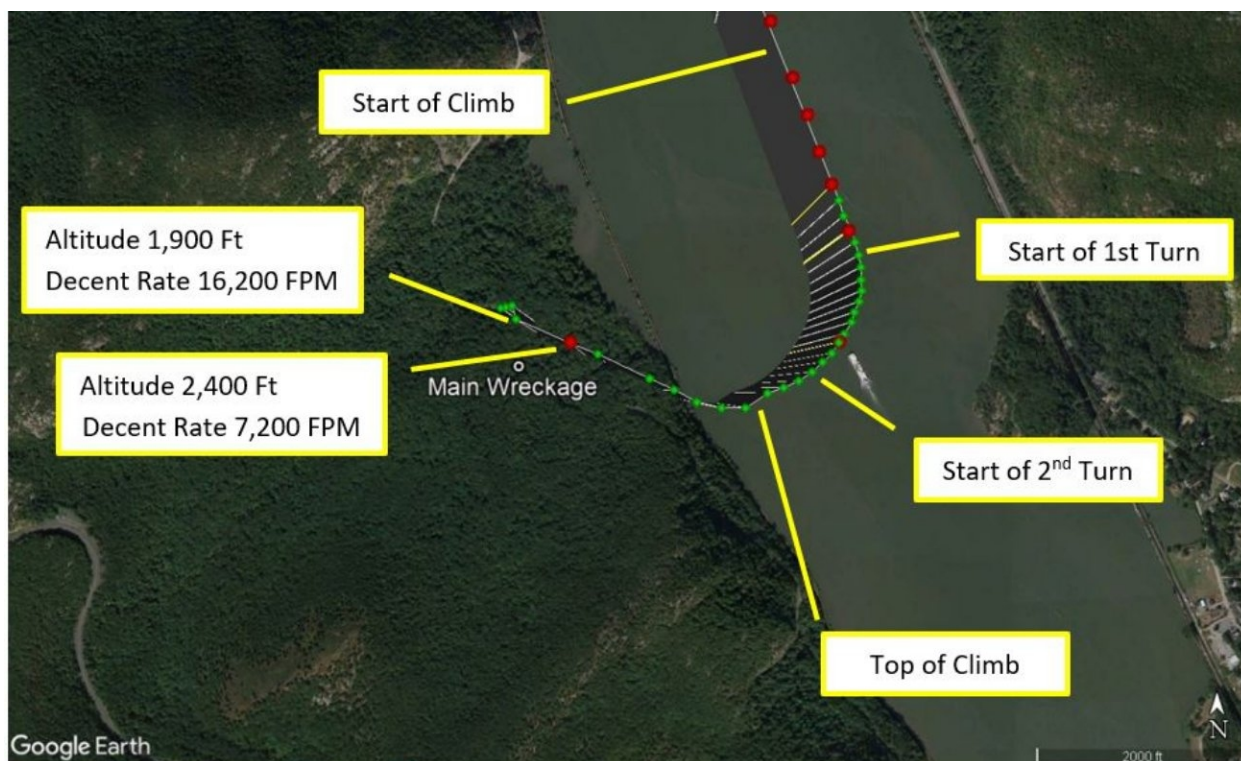 Start of Climb
Altitude 1,900 Ft
Decent Rate 16,200 FPM
Start of 1st Turn
Altitude 2,400 Ft
Decent Rate 7,200 FPM
Main Wreckage
Start of 2nd Turn
Top of Climb
N
Google Earth
2000 ft